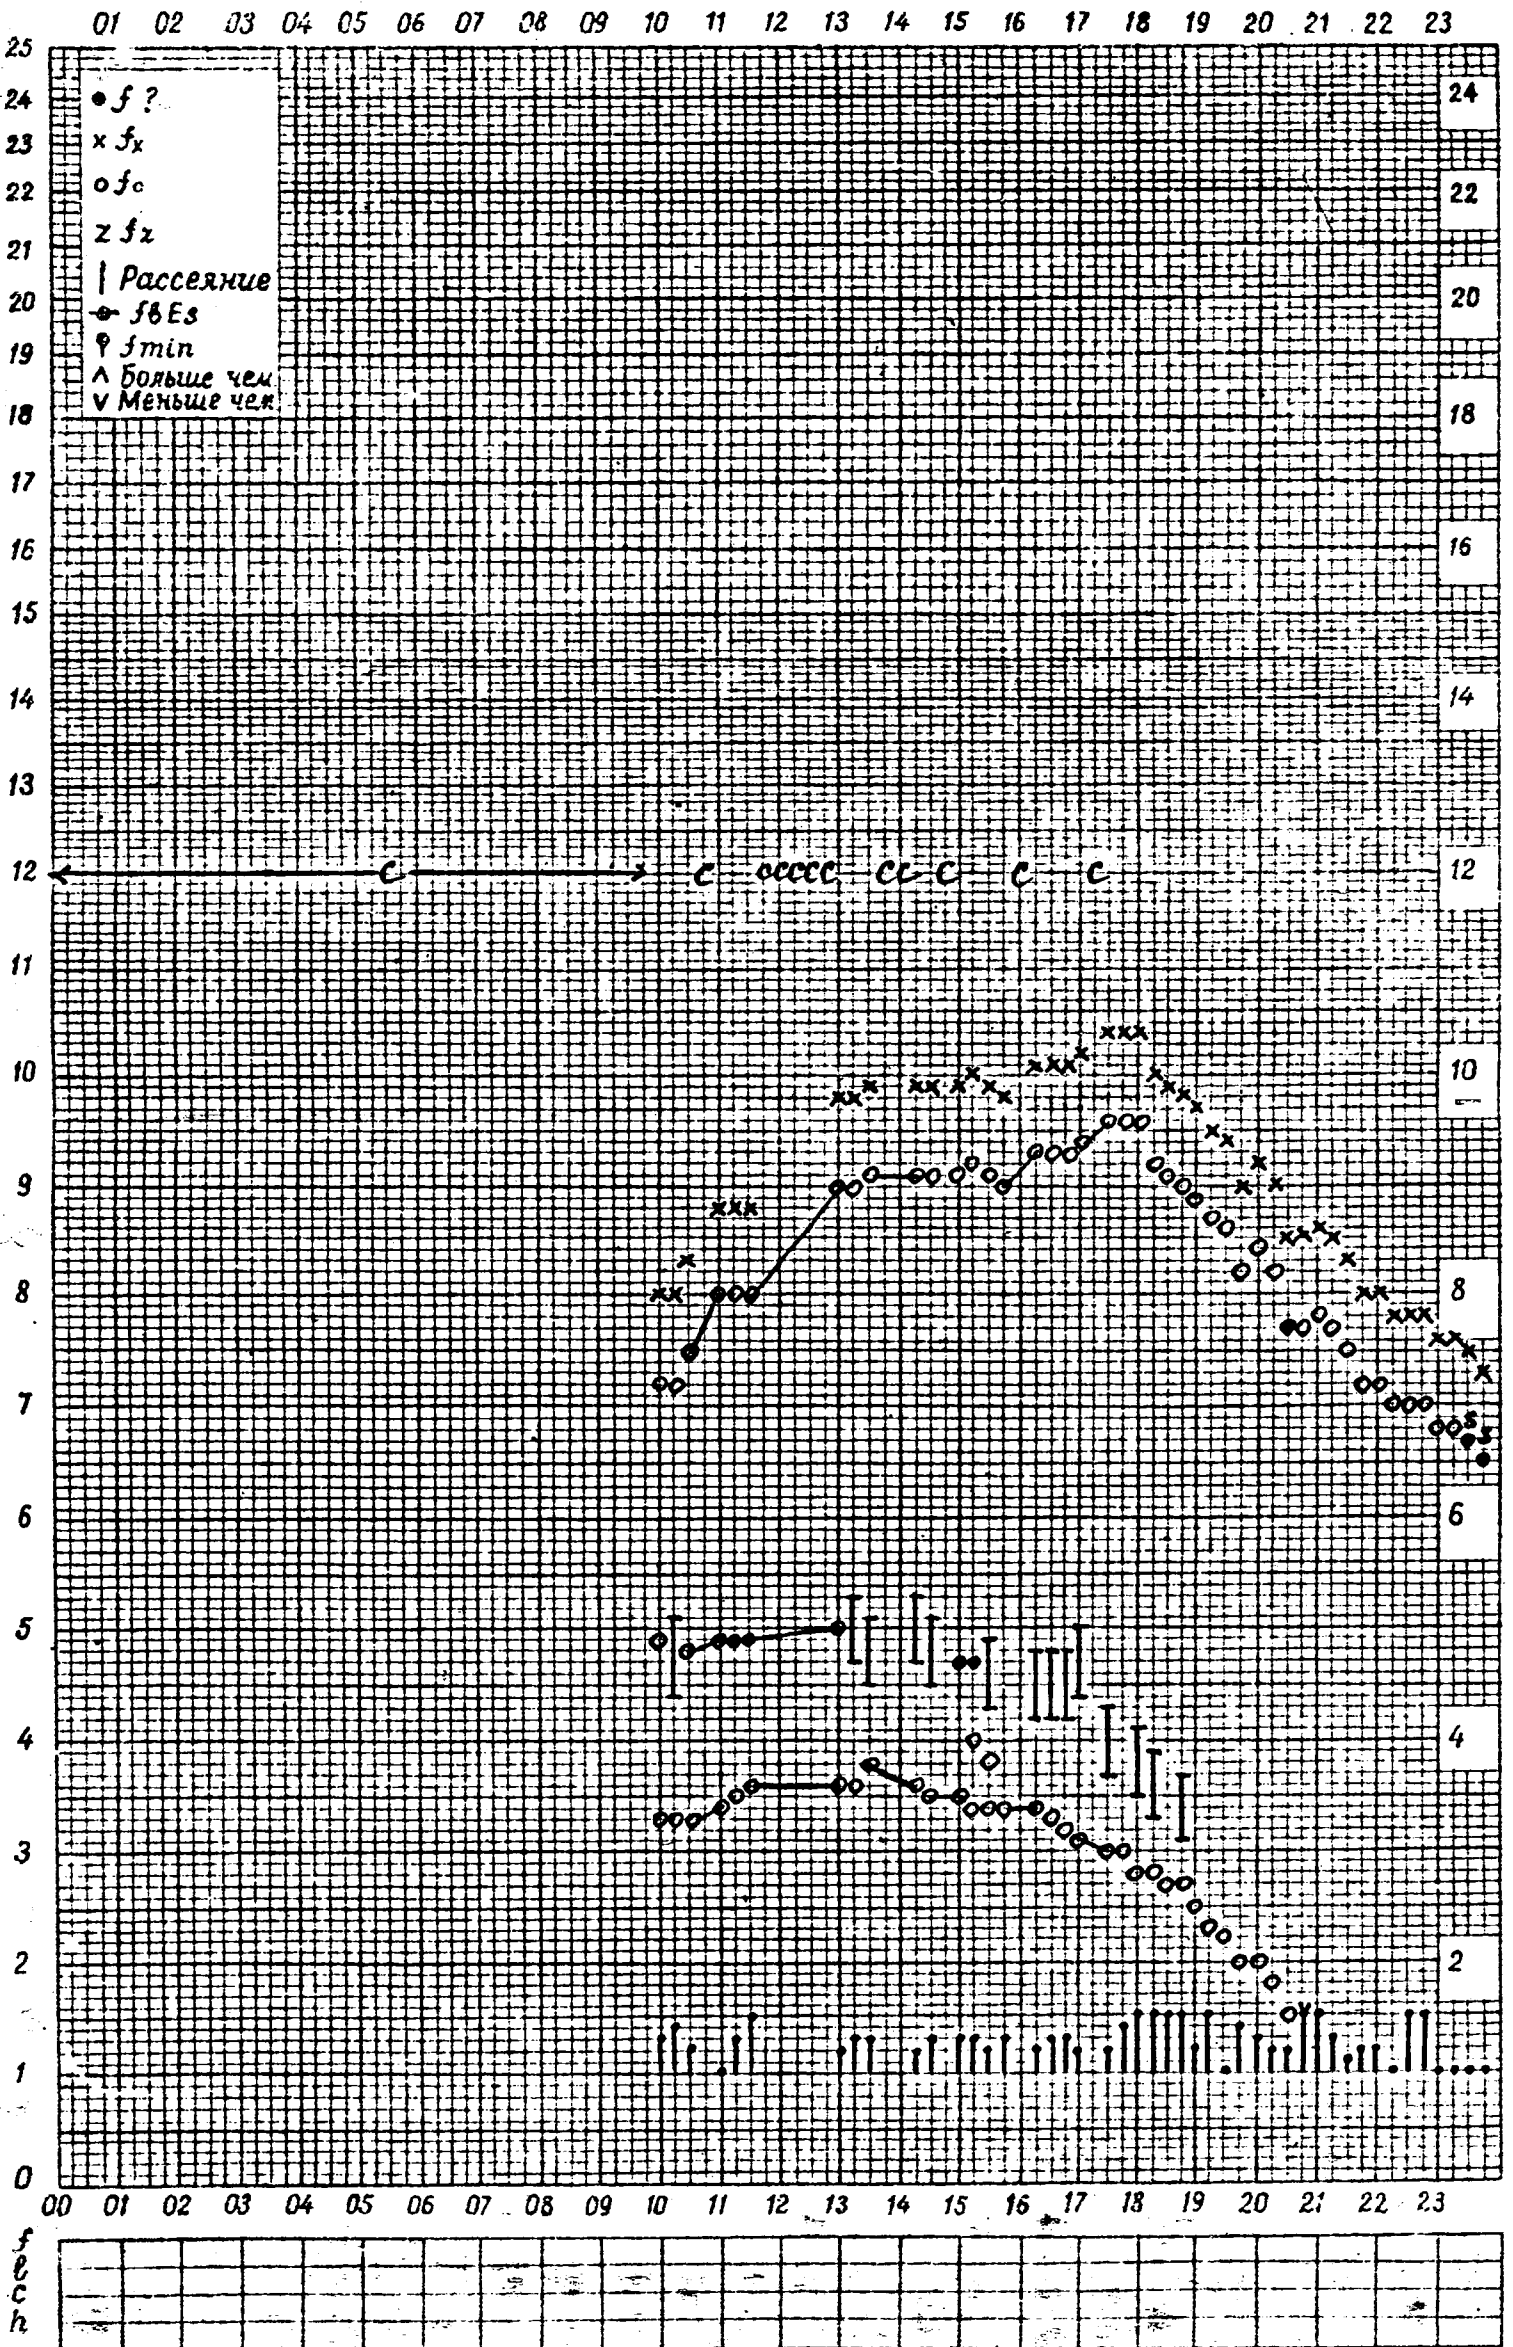 01 02 03 04 05 06 07 08 09 10 11 12 13 14 15 16 17 18 19 20 21 22 23
25
24 24
23
22 22
21
20 20
19
18 18
17
16 16
15
14 14
13
12 12
11
10 10
9
8 8
7
6 6
5
4 4
3
2 2
1
0
● f ?
× fx
o fo
z fz
| Рассеяние
fbEs
fmin
∧ Больше чем
∨ Меньше чем
C C CCCCC CC C C C
S S
00 01 02 03 04 05 06 07 08 09 10 11 12 13 14 15 16 17 18 19 20 21 22 23
f
l
c
h